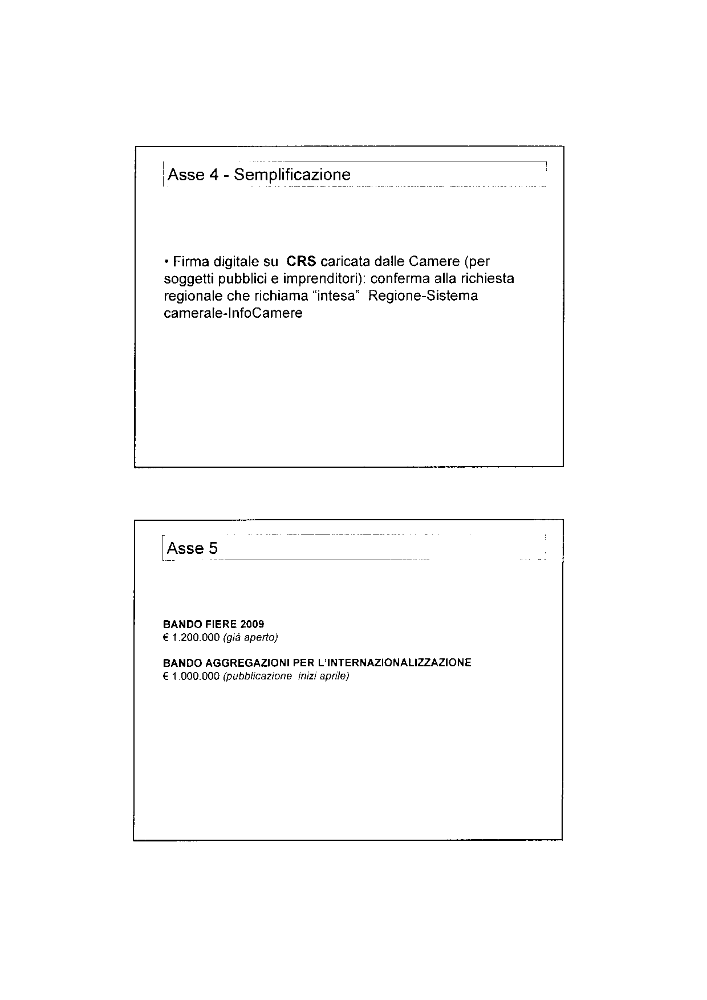 Asse 4 - Semplificazione
• Firma digitale su CRS caricata dalle Camere (per
soggetti pubblici e imprenditori): conferma alla richiesta
regionale che richiama “intesa” Regione-Sistema
camerale-InfoCamere
Asse 5
BANDO FIERE 2009
€ 1.200.000 (già aperto)
BANDO AGGREGAZIONI PER L'INTERNAZIONALIZZAZIONE
€ 1.000.000 (pubblicazione inizi aprile)